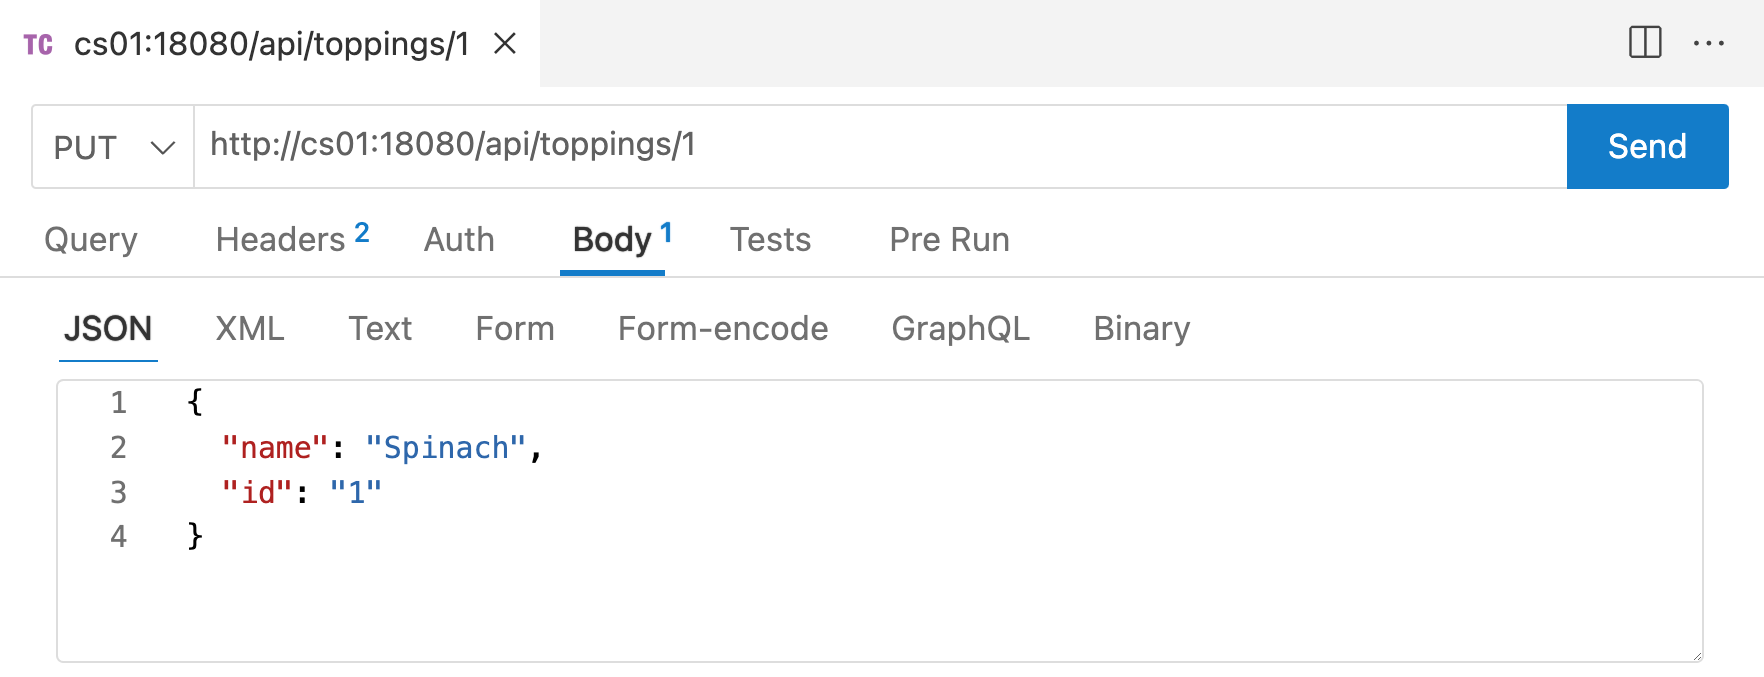 TC cs01:18080/api/toppings/1
PUT http://cs01:18080/api/toppings/1 Send
Query Headers 2 Auth Body 1 Tests Pre Run
JSON XML Text Form Form-encode GraphQL Binary
1 {
2 "name": "Spinach",
3 "id": "1"
4 }